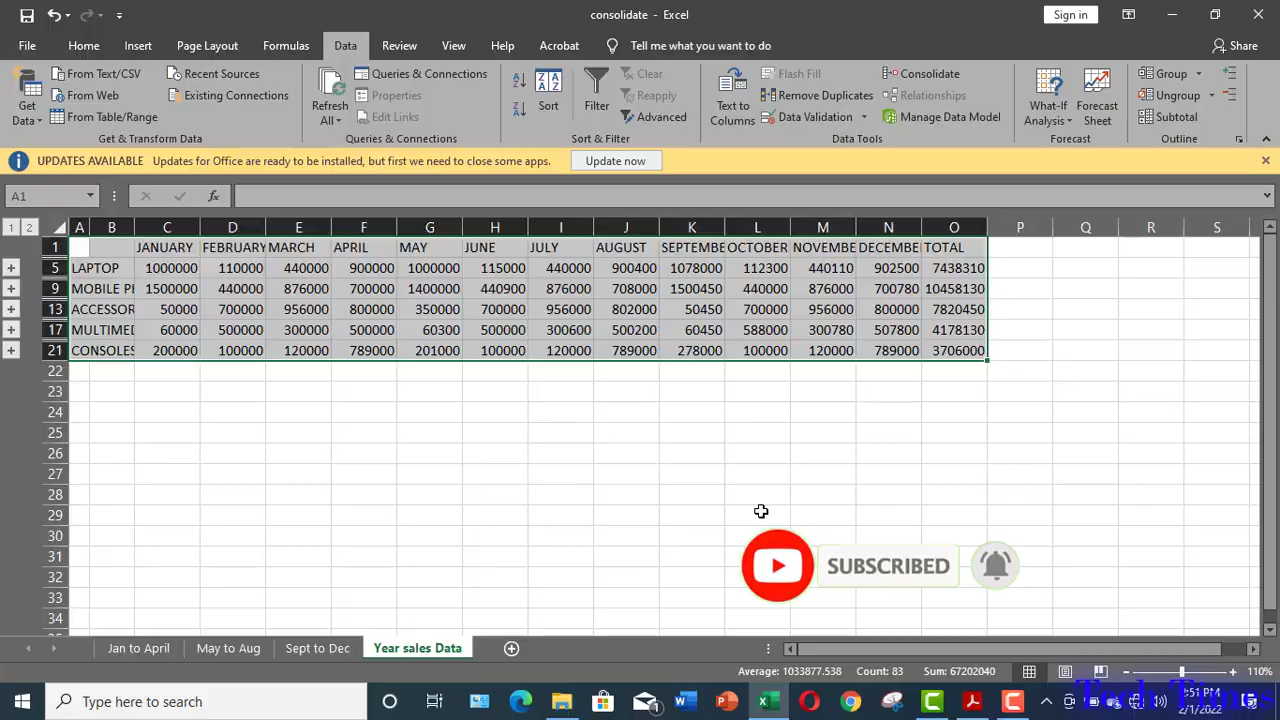 consolidate - Excel
Sign in
File Home Insert Page Layout Formulas Data Review View Help Acrobat Tell me what you want to do Share
Get Data
From Text/CSV
From Web
From Table/Range
Recent Sources
Existing Connections
Get & Transform Data
Refresh All
Queries & Connections
Properties
Edit Links
Queries & Connections
Sort
Filter
Clear
Reapply
Advanced
Sort & Filter
Text to Columns
Flash Fill
Remove Duplicates
Data Validation
Consolidate
Relationships
Manage Data Model
Data Tools
What-If Analysis
Forecast Sheet
Forecast
Group
Ungroup
Subtotal
Outline
UPDATES AVAILABLE Updates for Office are ready to be installed, but first we need to close some apps. Update now
A1 fx
1 2 A B C D E F G H I J K L M N O P Q R S
1 JANUARY FEBRUARY MARCH APRIL MAY JUNE JULY AUGUST SEPTEMBE OCTOBER NOVEMBE DECEMBE TOTAL
5 LAPTOP 1000000 110000 440000 900000 1000000 115000 440000 900400 1078000 112300 440110 902500 7438310
9 MOBILE PI 1500000 440000 876000 700000 1400000 440900 876000 708000 1500450 440000 876000 700780 10458130
13 ACCESSOR 50000 700000 956000 800000 350000 700000 956000 802000 50450 700000 956000 800000 7820450
17 MULTIMED 60000 500000 300000 500000 60300 500000 300600 500200 60450 588000 300780 507800 4178130
21 CONSOLES 200000 100000 120000 789000 201000 100000 120000 789000 278000 100000 120000 789000 3706000
22
23
24
25
26
27
28
29
30
31
32
33
34
SUBSCRIBED
Jan to April May to Aug Sept to Dec Year sales Data
Average: 1033877.538 Count: 83 Sum: 67202040 110%
Type here to search
1
:51 PM
2/1/2022
Tech Times